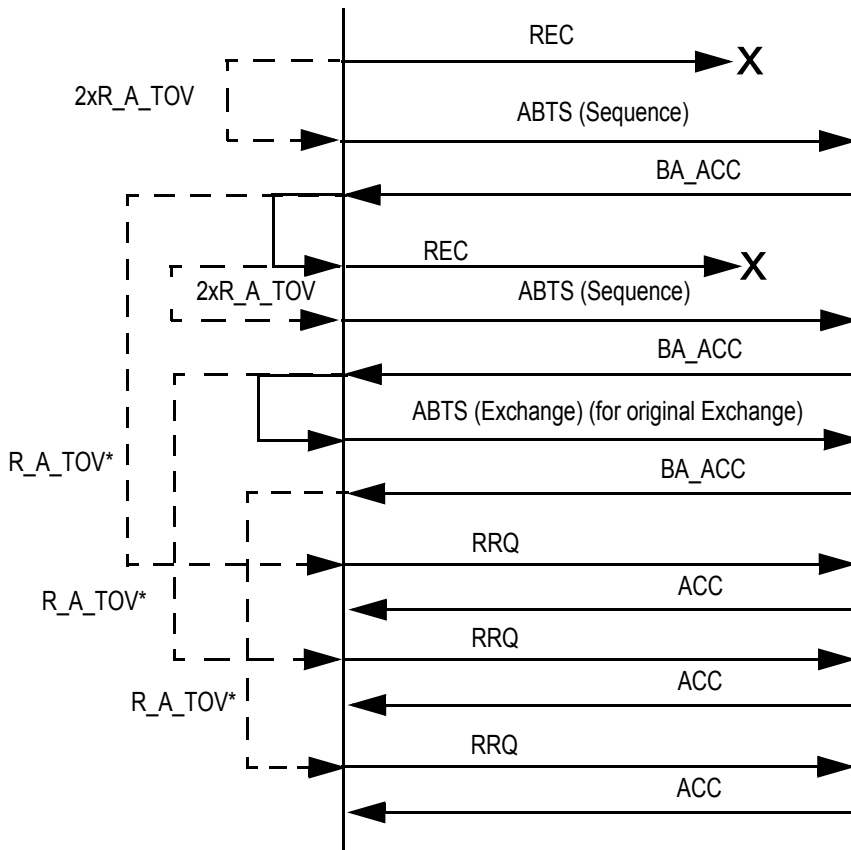 REC
X
2xR_A_TOV
ABTS (Sequence)
BA_ACC
REC
X
2xR_A_TOV
ABTS (Sequence)
BA_ACC
ABTS (Exchange) (for original Exchange)
R_A_TOV*
BA_ACC
RRQ
ACC
R_A_TOV*
RRQ
ACC
R_A_TOV*
RRQ
ACC